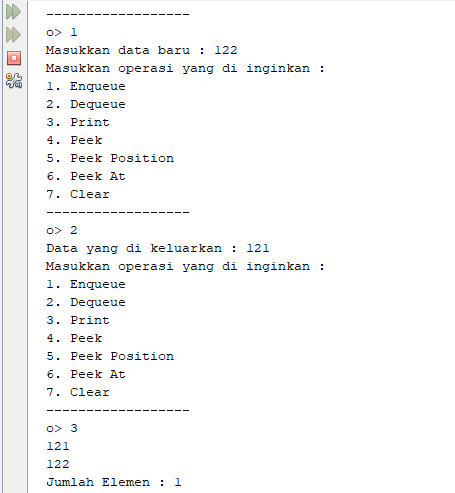 ------------------
o> 1
Masukkan data baru : 122
Masukkan operasi yang di inginkan :
1. Enqueue
2. Dequeue
3. Print
4. Peek
5. Peek Position
6. Peek At
7. Clear
------------------
o> 2
Data yang di keluarkan : 121
Masukkan operasi yang di inginkan :
1. Enqueue
2. Dequeue
3. Print
4. Peek
5. Peek Position
6. Peek At
7. Clear
------------------
o> 3
121
122
Jumlah Elemen : 1